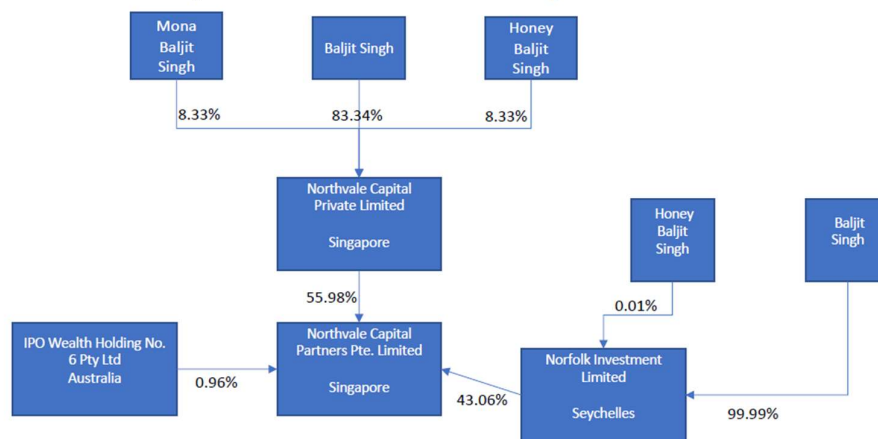 Mona
Baljit
Singh
Baljit Singh
Honey
Baljit
Singh
8.33%
83.34%
8.33%
Northvale Capital
Private Limited
Singapore
Honey
Baljit
Singh
Baljit
Singh
55.98%
0.01%
IPO Wealth Holding No.
6 Pty Ltd
Australia
0.96%
Northvale Capital
Partners Pte. Limited
Singapore
43.06%
Norfolk Investment
Limited
Seychelles
99.99%